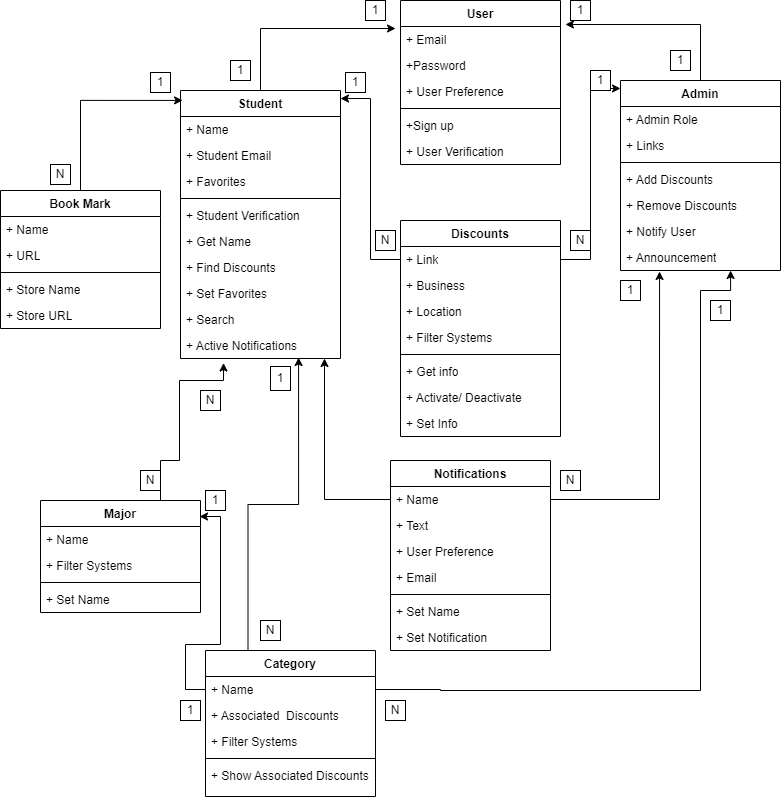 1
User
1
+ Email
+Password
+ User Preference
+Sign up
+ User Verification
1
1
Student
+ Name
+ Student Email
+ Favorites
+ Student Verification
+ Get Name
+ Find Discounts
+ Set Favorites
+ Search
+ Active Notifications
1
1
1
Admin
+ Admin Role
+ Links
+ Add Discounts
+ Remove Discounts
+ Notify User
+ Announcement
N
Book Mark
+ Name
+ URL
+ Store Name
+ Store URL
N
Discounts
N
+ Link
+ Business
+ Location
+ Filter Systems
+ Get info
+ Activate/ Deactivate
+ Set Info
1
1
1
N
N
Major
1
+ Name
+ Filter Systems
+ Set Name
Notifications
N
+ Name
+ Text
+ User Preference
+ Email
+ Set Name
+ Set Notification
N
Category
+ Name
+ Associated  Discounts
+ Filter Systems
+ Show Associated Discounts
1
N